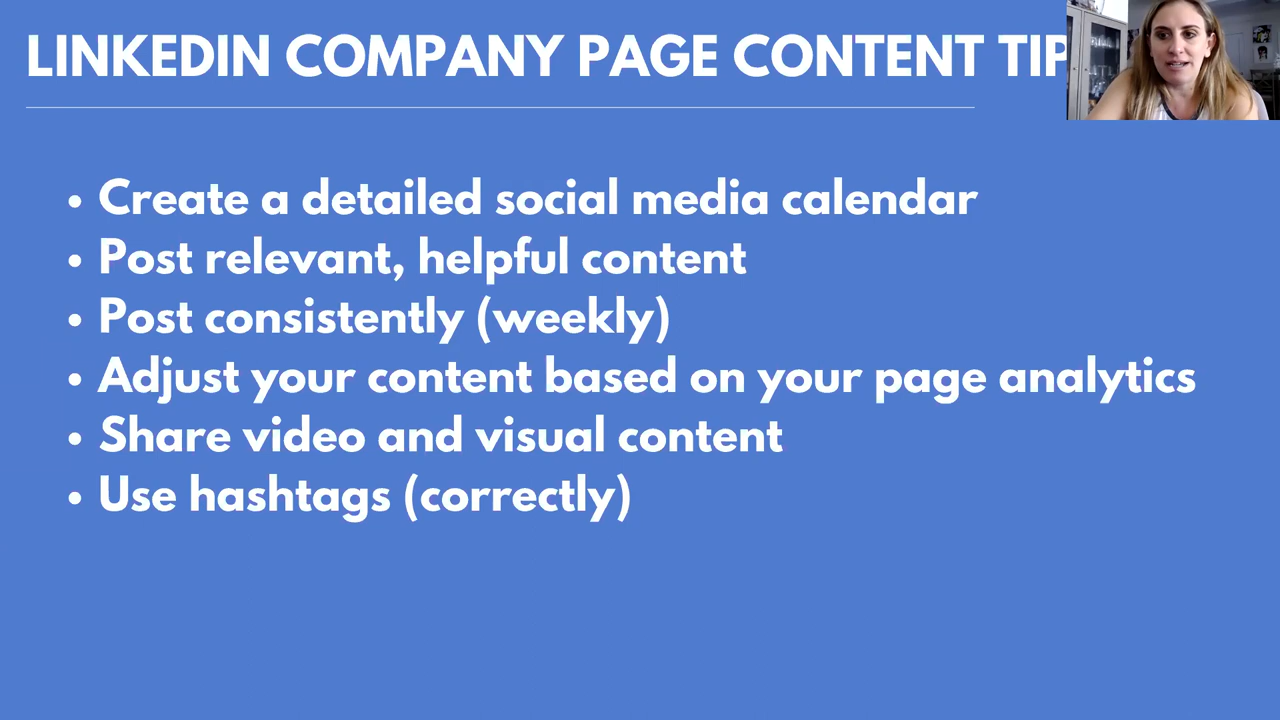 LINKEDIN COMPANY PAGE CONTENT TIP
• Create a detailed social media calendar
• Post relevant, helpful content
• Post consistently (weekly)
• Adjust your content based on your page analytics
• Share video and visual content
• Use hashtags (correctly)